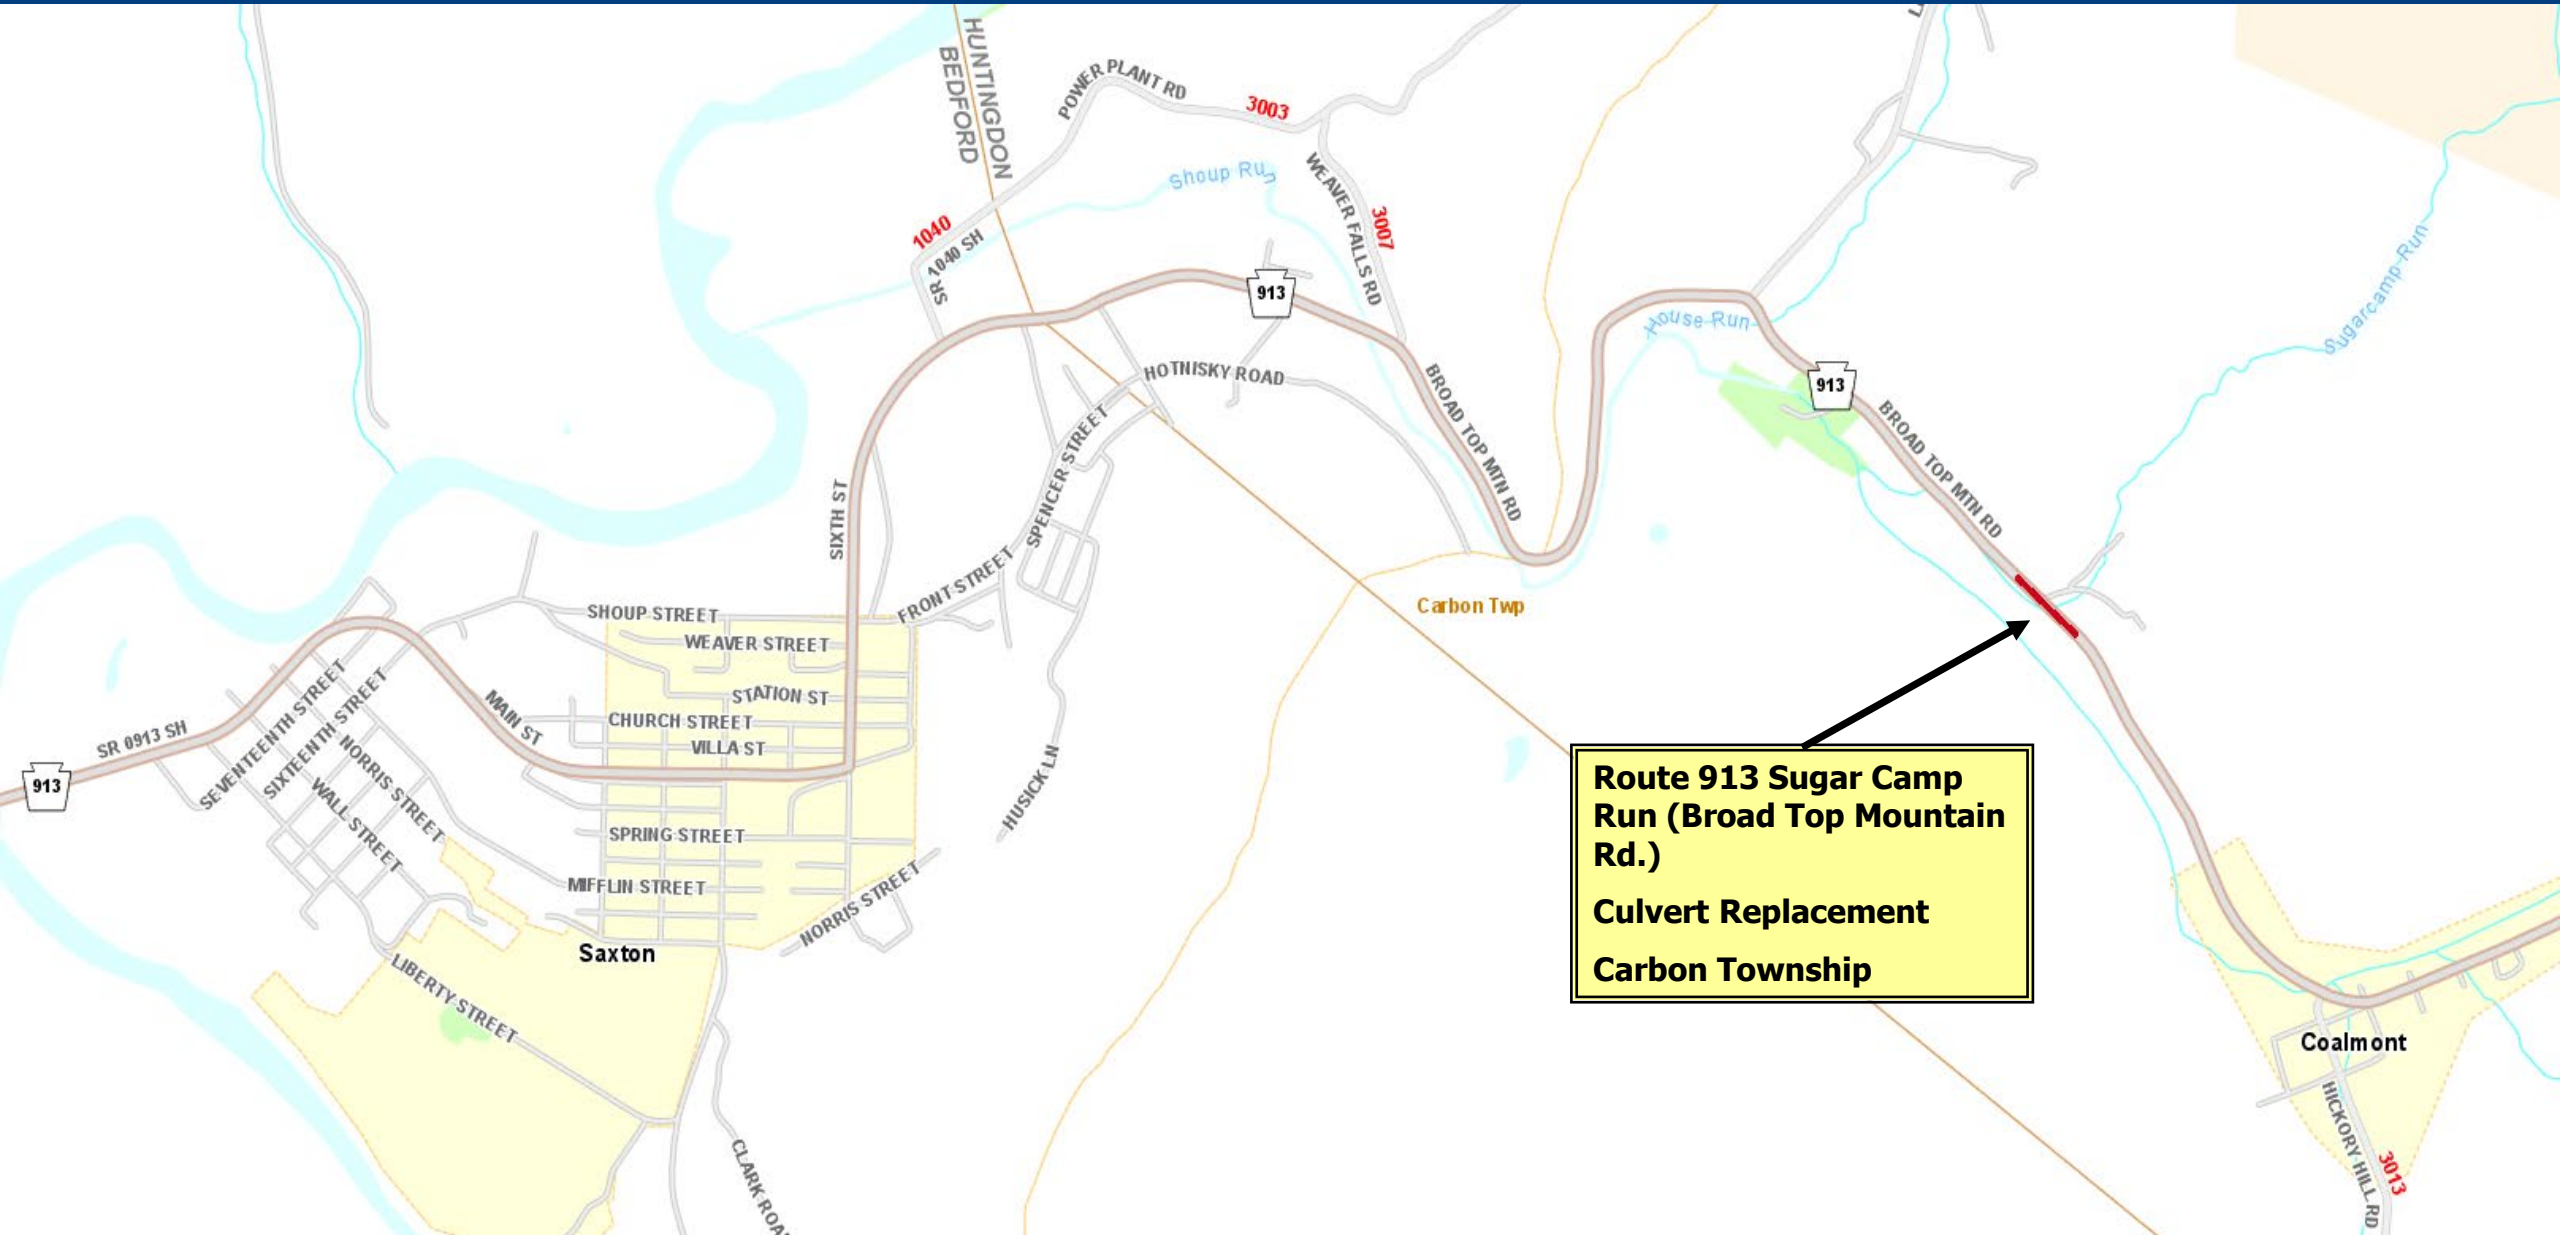 HUNTINGDON
BEDFORD
POWER PLANT RD
3003
Shoup Run
WEAVER FALLS RD
3007
1040
SR 1040 SH
913
HOTNISKY ROAD
SPENCER STREET
BROAD TOP MTN RD
House Run
913
BROAD TOP MTN RD
Sugarcamp Run
SIXTH ST
FRONT STREET
Carbon Twp
SHOUP STREET
WEAVER STREET
STATION ST
CHURCH STREET
VILLA ST
MAIN ST
SR 0913 SH
913
SEVENTEENTH STREET
SIXTEENTH STREET
NORRIS STREET
WALL STREET
SPRING STREET
MIFFLIN STREET
NORRIS STREET
HUSICK LN
Saxton
LIBERTY STREET
Route 913 Sugar Camp
Run (Broad Top Mountain
Rd.)
Culvert Replacement
Carbon Township
Coalmont
HICKORY HILL RD
3013